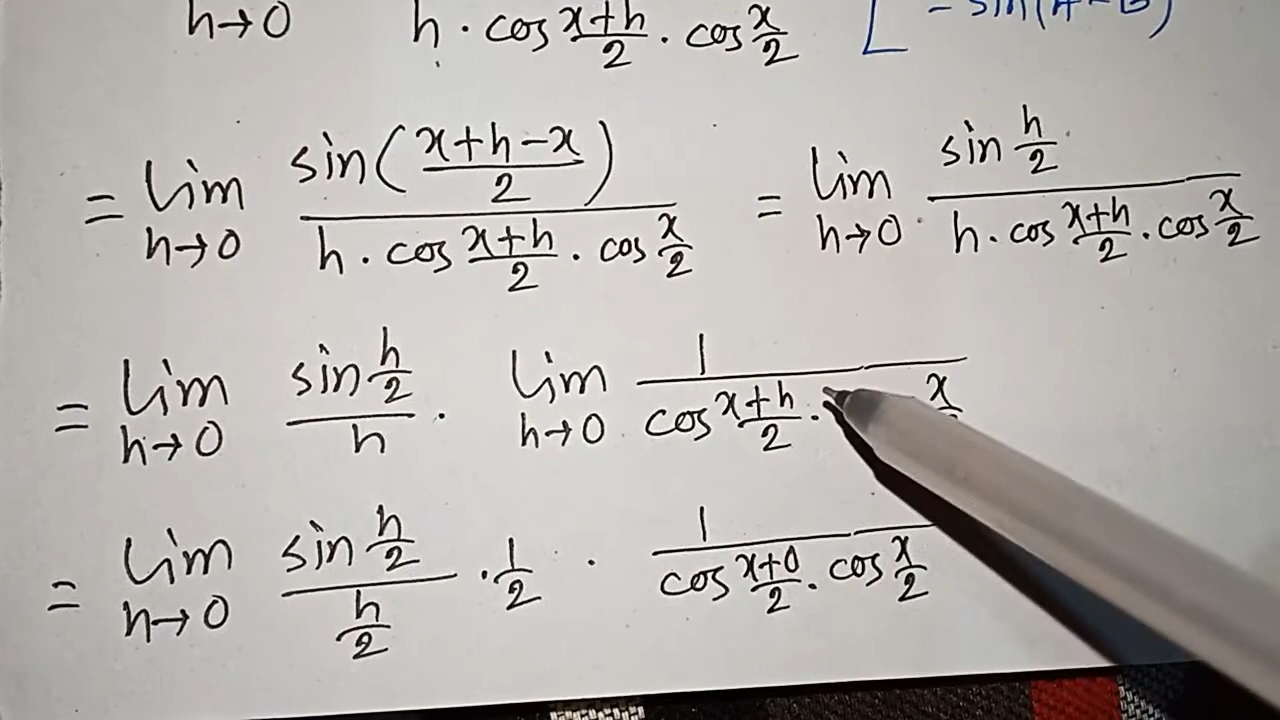 h→0 h · cos (x+h)/2 · cos x/2 [ - sin(A-B)
= lim h→0 sin((x+h-x)/2) / (h · cos (x+h)/2 · cos x/2) = lim h→0 sin h/2 / (h · cos (x+h)/2 · cos x/2)
= lim h→0 (sin h/2)/h · lim h→0 1/(cos (x+h)/2 · x/2)
= lim h→0 (sin h/2)/(h/2) · 1/2 · 1/(cos (x+0)/2 · cos x/2)